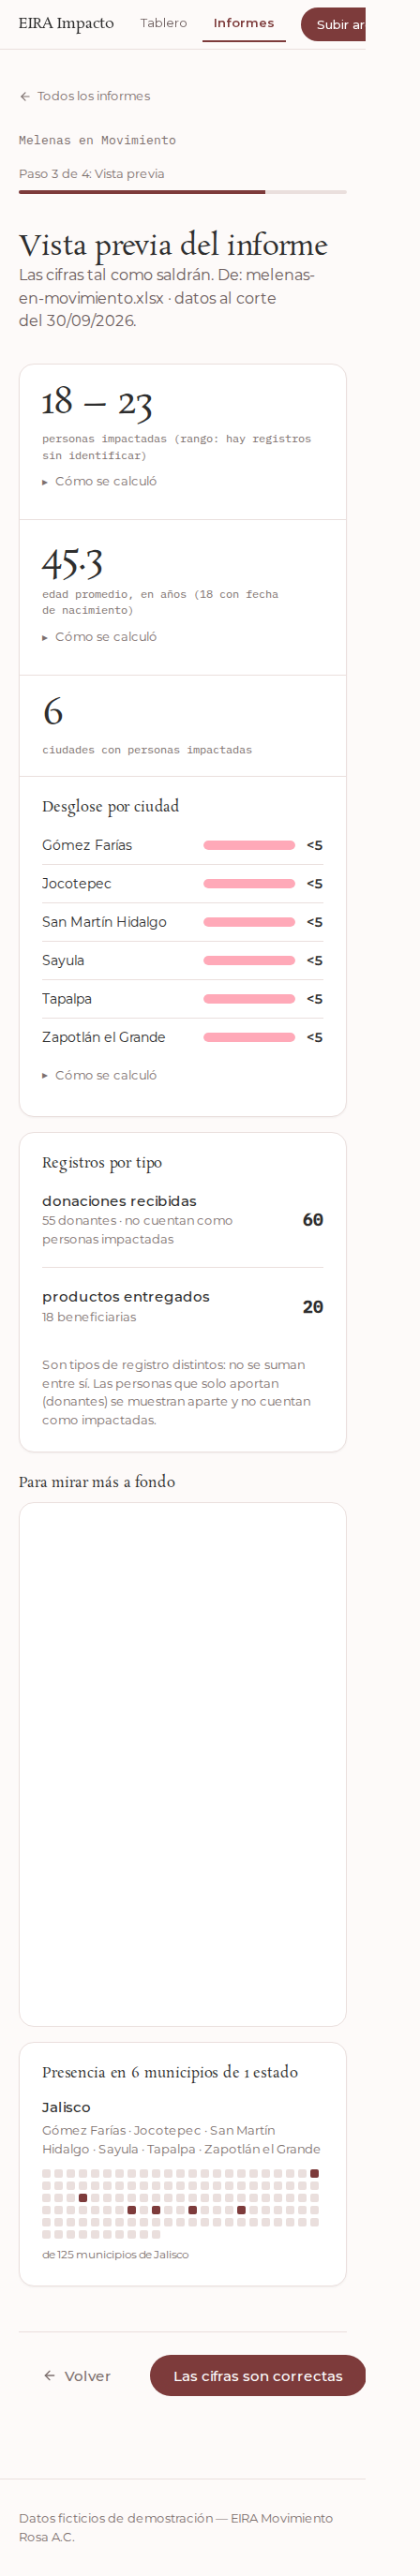 EIRA Impacto Tablero Informes Subir ar
← Todos los informes
Melenas en Movimiento
Paso 3 de 4: Vista previa
Vista previa del informe
Las cifras tal como saldrán. De: melenas-
en-movimiento.xlsx · datos al corte
del 30/09/2026.
18 – 23
personas impactadas (rango: hay registros
sin identificar)
▸ Cómo se calculó
45.3
edad promedio, en años (18 con fecha
de nacimiento)
▸ Cómo se calculó
6
ciudades con personas impactadas
Desglose por ciudad
Gómez Farías <5
Jocotepec <5
San Martín Hidalgo <5
Sayula <5
Tapalpa <5
Zapotlán el Grande <5
▸ Cómo se calculó
Registros por tipo
donaciones recibidas
55 donantes · no cuentan como
personas impactadas
60
productos entregados
18 beneficiarias
20
Son tipos de registro distintos: no se suman
entre sí. Las personas que solo aportan
(donantes) se muestran aparte y no cuentan
como impactadas.
Para mirar más a fondo
Presencia en 6 municipios de 1 estado
Jalisco
Gómez Farías · Jocotepec · San Martín
Hidalgo · Sayula · Tapalpa · Zapotlán el Grande
de 125 municipios de Jalisco
← Volver Las cifras son correctas
Datos ficticios de demostración — EIRA Movimiento
Rosa A.C.